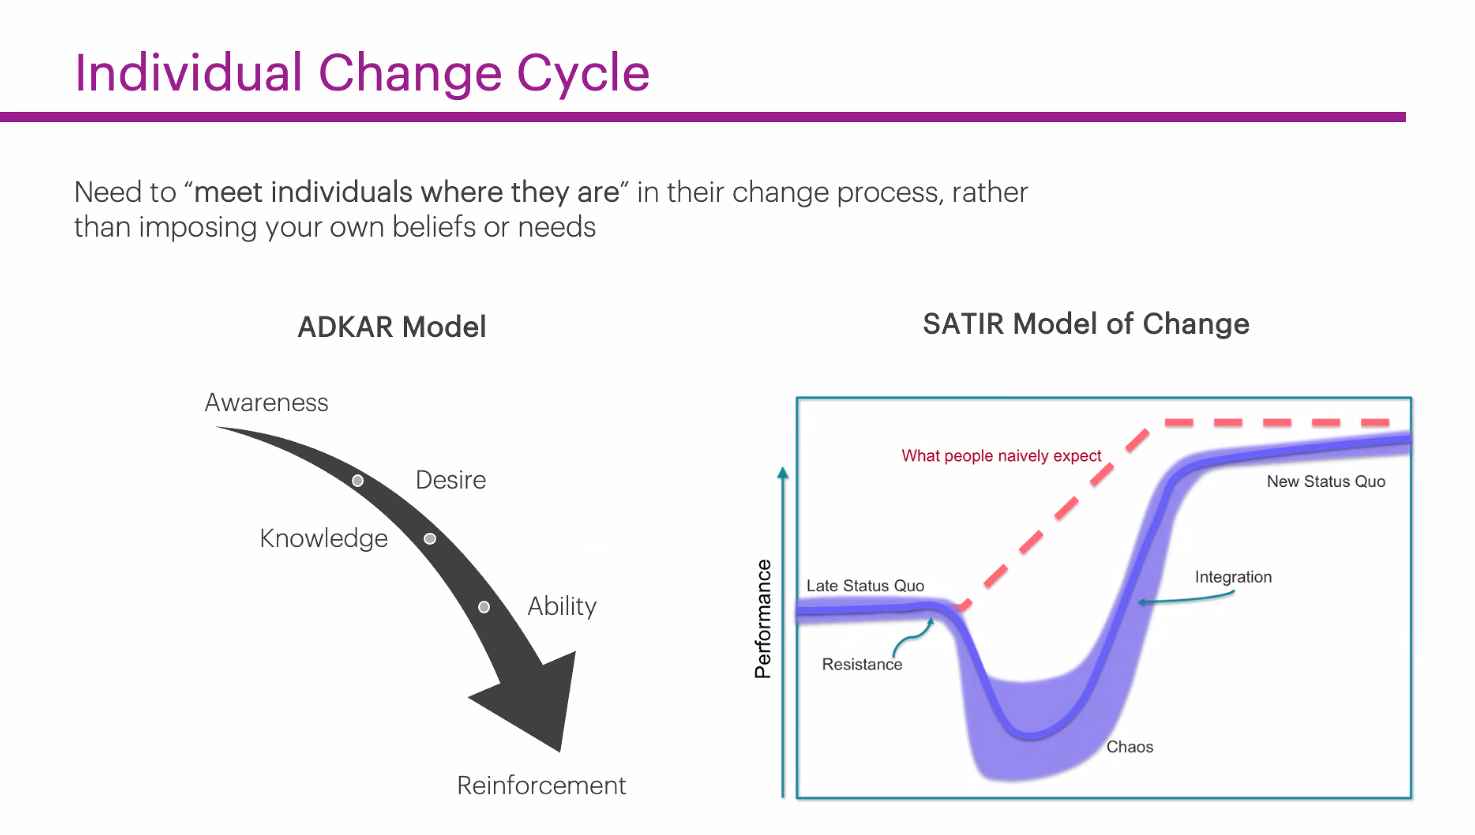 Individual Change Cycle
Need to “meet individuals where they are” in their change process, rather
than imposing your own beliefs or needs
ADKAR Model
Awareness
Desire
Knowledge
Ability
Reinforcement
SATIR Model of Change
What people naively expect
New Status Quo
Performance
Late Status Quo
Integration
Resistance
Chaos